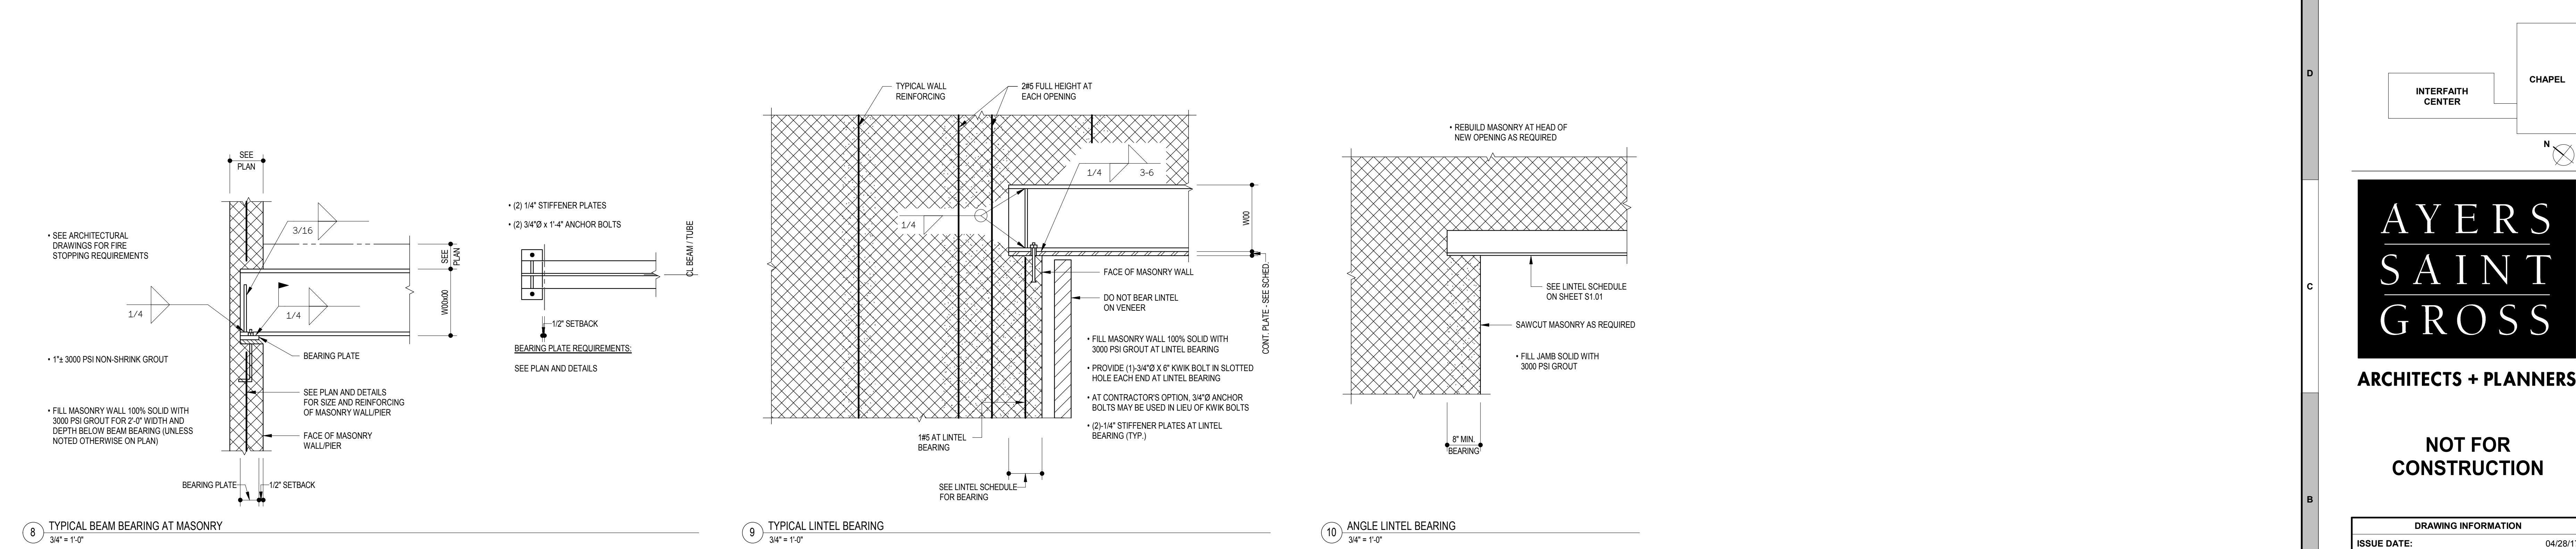 SEE
PLAN
• SEE ARCHITECTURAL
DRAWINGS FOR FIRE
STOPPING REQUIREMENTS
3/16
SEE
PLAN
W00x00
1/4
1/4
• 1"± 3000 PSI NON-SHRINK GROUT
BEARING PLATE
SEE PLAN AND DETAILS
FOR SIZE AND REINFORCING
OF MASONRY WALL/PIER
• FILL MASONRY WALL 100% SOLID WITH
3000 PSI GROUT FOR 2'-0" WIDTH AND
DEPTH BELOW BEAM BEARING (UNLESS
NOTED OTHERWISE ON PLAN)
FACE OF MASONRY
WALL/PIER
BEARING PLATE
1/2" SETBACK
• (2) 1/4" STIFFENER PLATES
• (2) 3/4"Ø x 1'-4" ANCHOR BOLTS
CL BEAM / TUBE
1/2" SETBACK
BEARING PLATE REQUIREMENTS:
SEE PLAN AND DETAILS
8
TYPICAL BEAM BEARING AT MASONRY
3/4" = 1'-0"
TYPICAL WALL
REINFORCING
2#5 FULL HEIGHT AT
EACH OPENING
1/4
3-6
1/4
W00
CONT. PLATE - SEE SCHED.
FACE OF MASONRY WALL
DO NOT BEAR LINTEL
ON VENEER
• FILL MASONRY WALL 100% SOLID WITH
3000 PSI GROUT AT LINTEL BEARING
• PROVIDE (1)-3/4"Ø X 6" KWIK BOLT IN SLOTTED
HOLE EACH END AT LINTEL BEARING
• AT CONTRACTOR'S OPTION, 3/4"Ø ANCHOR
BOLTS MAY BE USED IN LIEU OF KWIK BOLTS
• (2)-1/4" STIFFENER PLATES AT LINTEL
BEARING (TYP.)
1#5 AT LINTEL
BEARING
SEE LINTEL SCHEDULE
FOR BEARING
9
TYPICAL LINTEL BEARING
3/4" = 1'-0"
• REBUILD MASONRY AT HEAD OF
NEW OPENING AS REQUIRED
SEE LINTEL SCHEDULE
ON SHEET S1.01
SAWCUT MASONRY AS REQUIRED
• FILL JAMB SOLID WITH
3000 PSI GROUT
8" MIN.
BEARING
10
ANGLE LINTEL BEARING
3/4" = 1'-0"
D
C
B
INTERFAITH
CENTER
CHAPEL
N
AYERS
SAINT
GROSS
ARCHITECTS + PLANNERS
NOT FOR
CONSTRUCTION
DRAWING INFORMATION
ISSUE DATE:
04/28/1